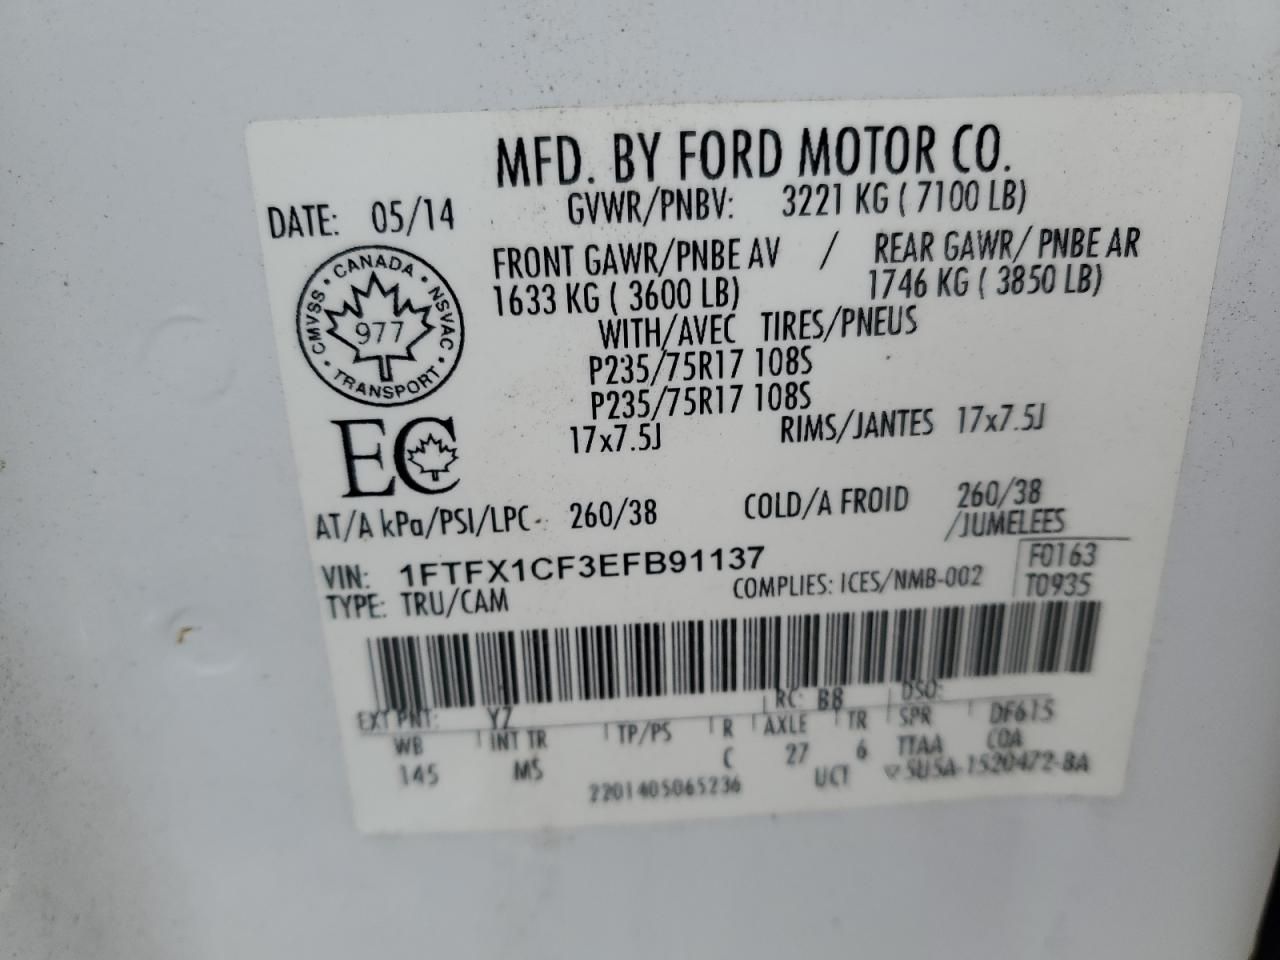 MFD. BY FORD MOTOR CO.
DATE: 05/14 GVWR/PNBV: 3221 KG ( 7100 LB)
FRONT GAWR/PNBE AV / REAR GAWR/ PNBE AR
1633 KG ( 3600 LB) 1746 KG ( 3850 LB)
WITH/AVEC TIRES/PNEUS
P235/75R17 108S
P235/75R17 108S
17x7.5J RIMS/JANTES 17x7.5J
CANADA
CMVSS NSVAC
977
TRANSPORT
EC
AT/A kPa/PSI/LPC 260/38 COLD/A FROID 260/38
/JUMELEES
VIN: 1FTFX1CF3EFB91137 F0163
TYPE: TRU/CAM COMPLIES: ICES/NMB-002 T0935
EXT PNT: YZ RC: BB DSO:
WB INT TR TP/PS R AXLE TR SPR DF615
145 MS C 27 6 TTAA COA
2201405065236 UCT 5U5A-1520472-BA